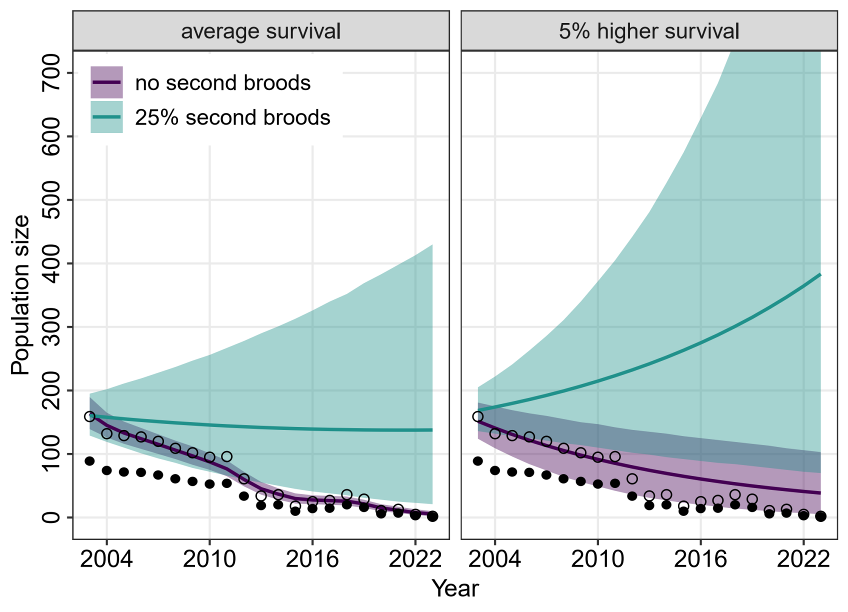 average survival
5% higher survival
no second broods
25% second broods
Population size
700
600
500
400
300
200
100
0
2004 2010 2016 2022
2004 2010 2016 2022
Year